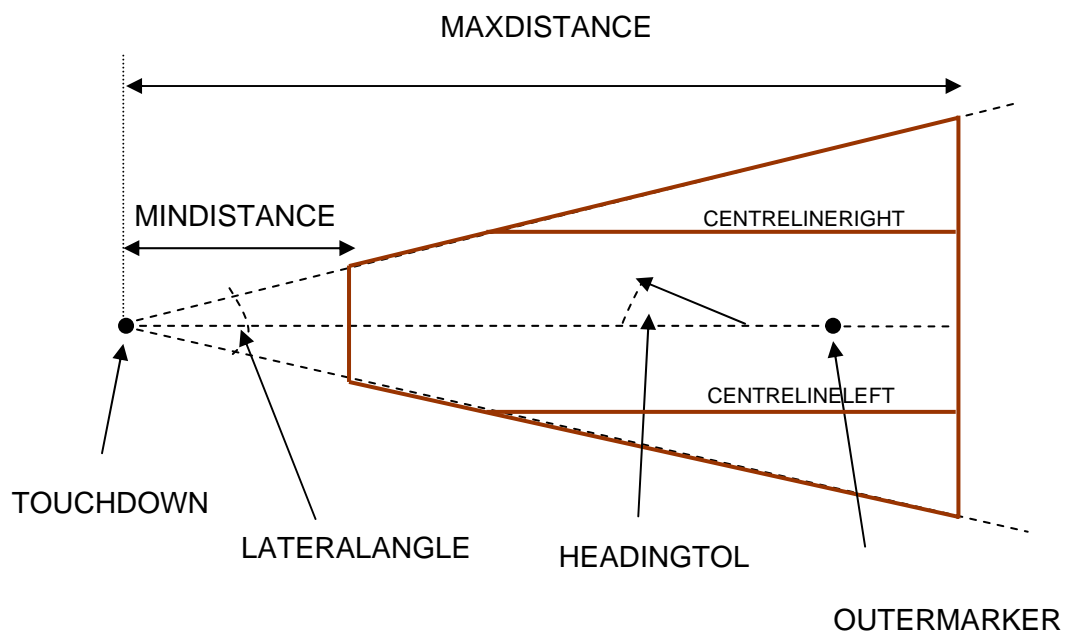 MAXDISTANCE
MINDISTANCE
CENTRELINERIGHT
CENTRELINELEFT
TOUCHDOWN
LATERALANGLE
HEADINGTOL
OUTERMARKER